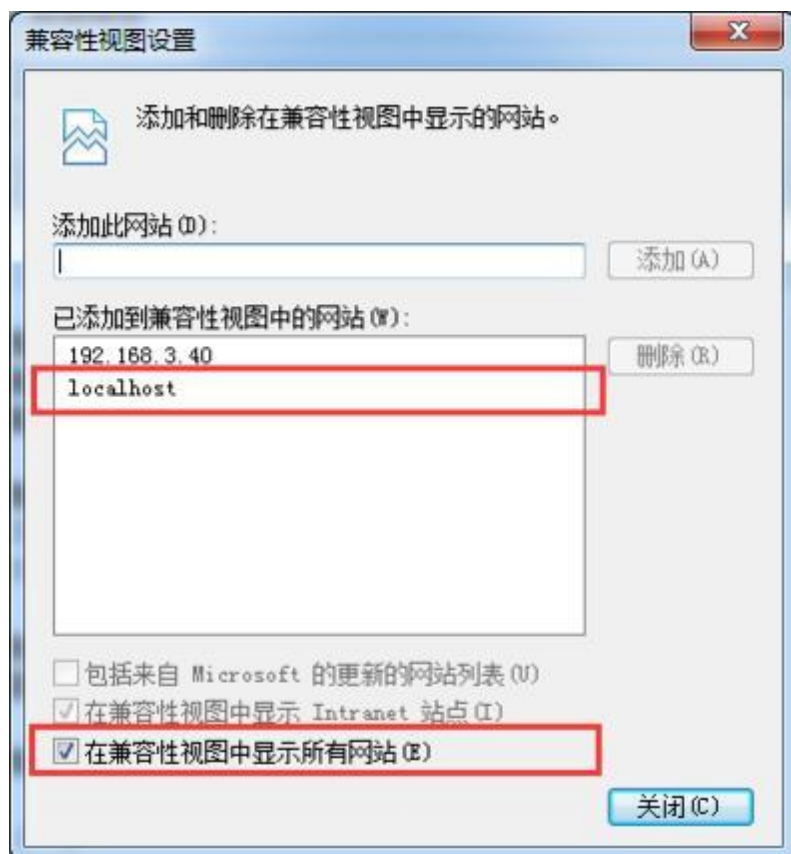 兼容性视图设置
添加和删除在兼容性视图中显示的网站。
添加此网站(D):
添加(A)
已添加到兼容性视图中的网站(W):
192.168.3.40
删除(R)
localhost
包括来自 Microsoft 的更新的网站列表(U)
在兼容性视图中显示 Intranet 站点(I)
在兼容性视图中显示所有网站(E)
关闭(C)